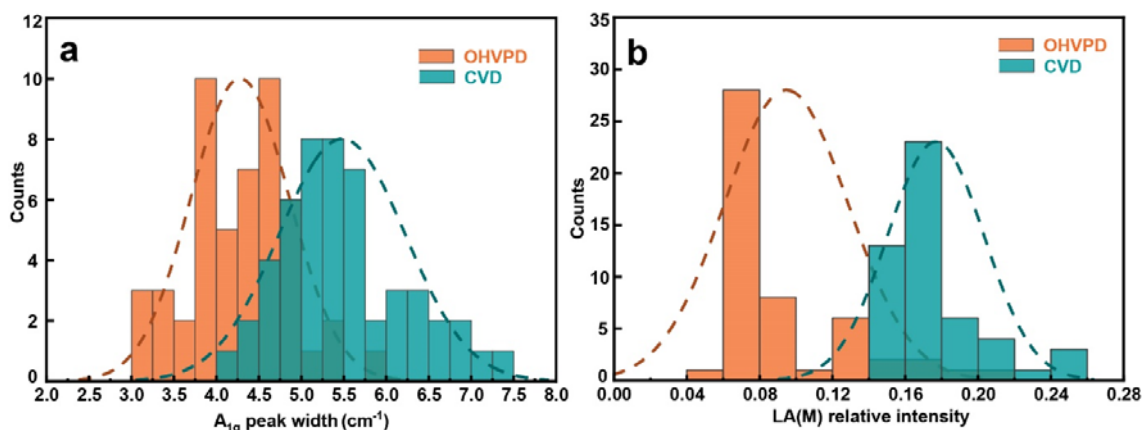 a
OHVPD
CVD
Counts
12
10
8
6
4
2
0
2.0 2.5 3.0 3.5 4.0 4.5 5.0 5.5 6.0 6.5 7.0 7.5 8.0
A1g peak width (cm-1)
b
OHVPD
CVD
Counts
35
30
25
20
15
10
5
0
0.00 0.04 0.08 0.12 0.16 0.20 0.24 0.28
LA(M) relative intensity